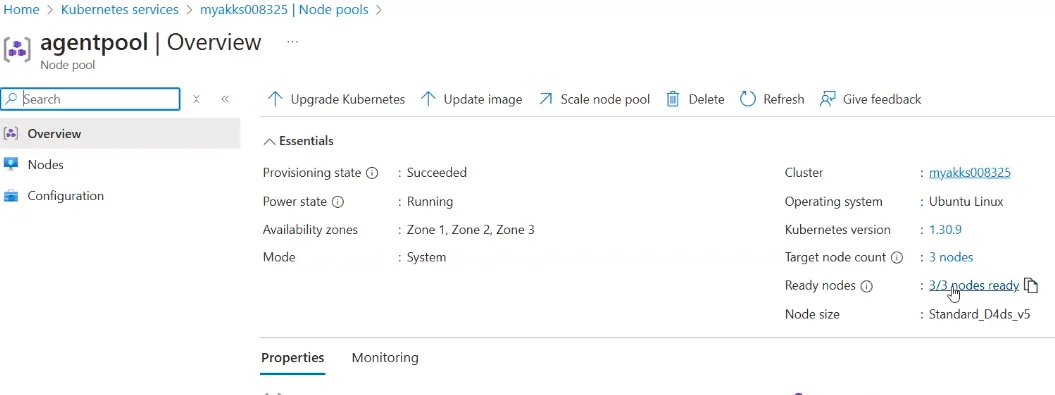 Home > Kubernetes services > myakks008325 | Node pools >
agentpool | Overview ...
Node pool
Search
Upgrade Kubernetes Update image Scale node pool Delete Refresh Give feedback
Overview
Nodes
Configuration
Essentials
Provisioning state : Succeeded
Power state : Running
Availability zones : Zone 1, Zone 2, Zone 3
Mode : System
Cluster : myakks008325
Operating system : Ubuntu Linux
Kubernetes version : 1.30.9
Target node count : 3 nodes
Ready nodes : 3/3 nodes ready
Node size : Standard_D4ds_v5
Properties Monitoring